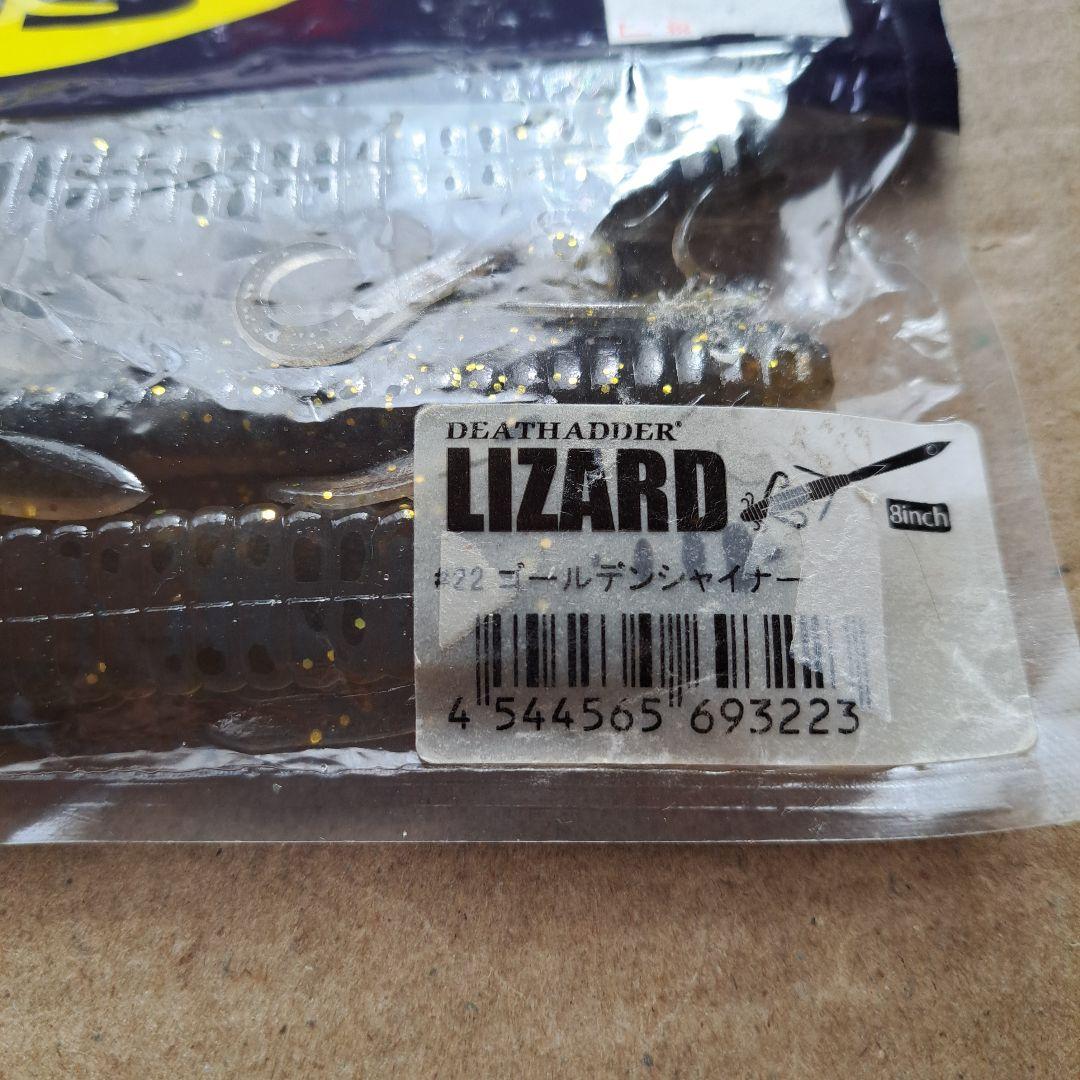 DEATHADDER®
LIZARD
8inch
#22 ゴールデンシャイナー
4 544565 693223